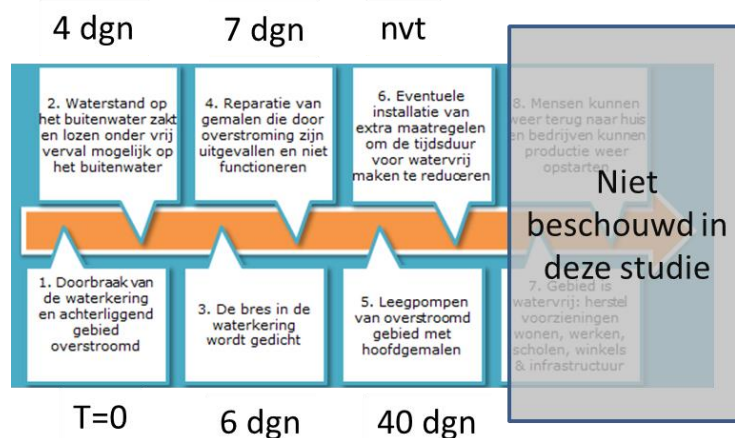 4 dgn
7 dgn
nvt
2. Waterstand op
het buitenwater zakt
en lozen onder vrij
verval mogelijk op
het buitenwater
4. Reparatie van
gemalen die door
overstroming zijn
uitgevallen en niet
functioneren
6. Eventuele
installatie van
extra maatregelen
om de tijdsduur
voor watervrij
maken te reduceren
8. Mensen kunnen
weer terug naar huis
en bedrijven kunnen
productie weer
opstarten
Niet
beschouwd in
deze studie
1. Doorbraak van
de waterkering
en achterliggend
gebied
overstroomd
3. De bres in de
waterkering
wordt gedicht
5. Leegpompen
van overstroomd
gebied met
hoofdgemalen
7. Gebied is
watervrij: herstel
voorzieningen
wonen, werken,
scholen, winkels
& infrastructuur
T=0
6 dgn
40 dgn